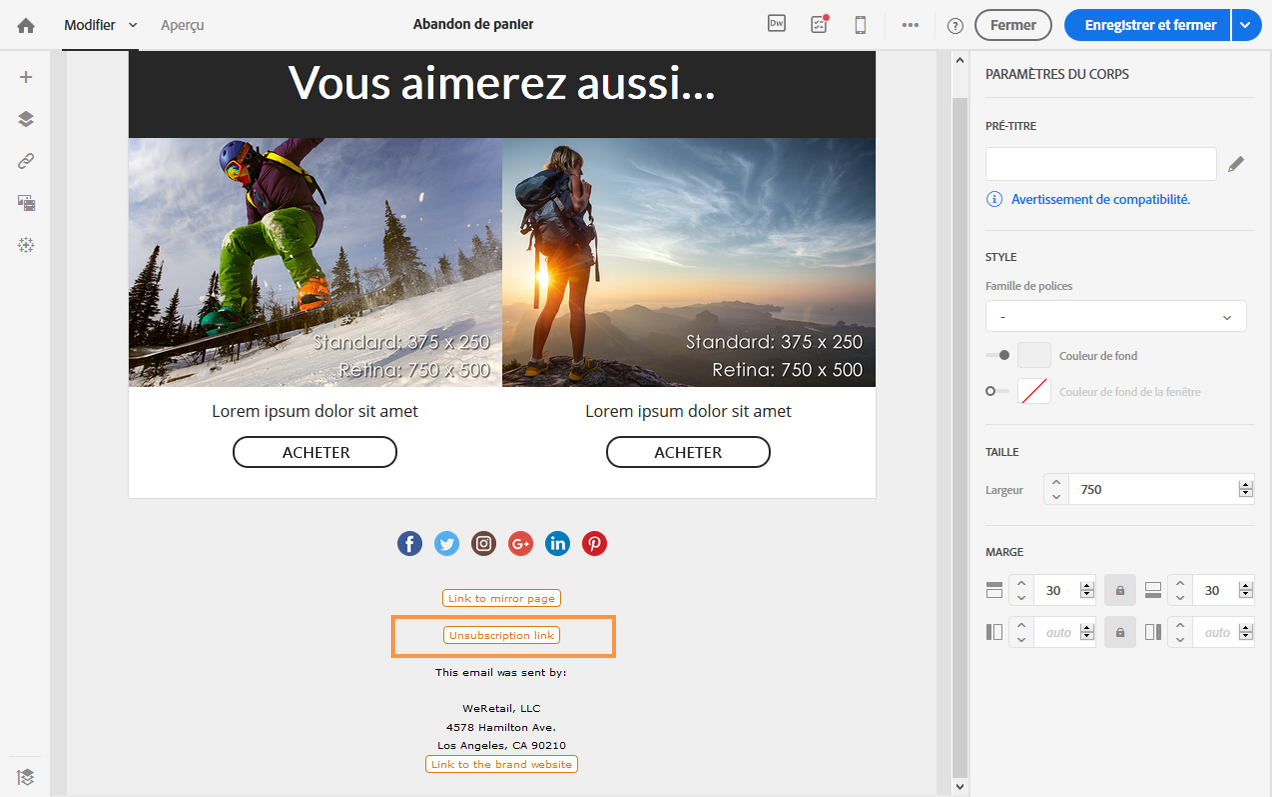 Modifier
Aperçu
Abandon de panier
Dw
•••
?
Fermer
Enregistrer et fermer
Vous aimerez aussi...
Standard: 375 x 250
Retina: 750 x 500
Standard: 375 x 250
Retina: 750 x 500
Lorem ipsum dolor sit amet
Lorem ipsum dolor sit amet
ACHETER
ACHETER
f
G+
in
Link to mirror page
Unsubscription link
This email was sent by:
WeRetail, LLC
4578 Hamilton Ave.
Los Angeles, CA 90210
Link to the brand website
PARAMÈTRES DU CORPS
PRÉ-TITRE
i
Avertissement de compatibilité.
STYLE
Famille de polices
-
Couleur de fond
Couleur de fond de la fenêtre
TAILLE
Largeur
750
MARGE
30
30
auto
auto